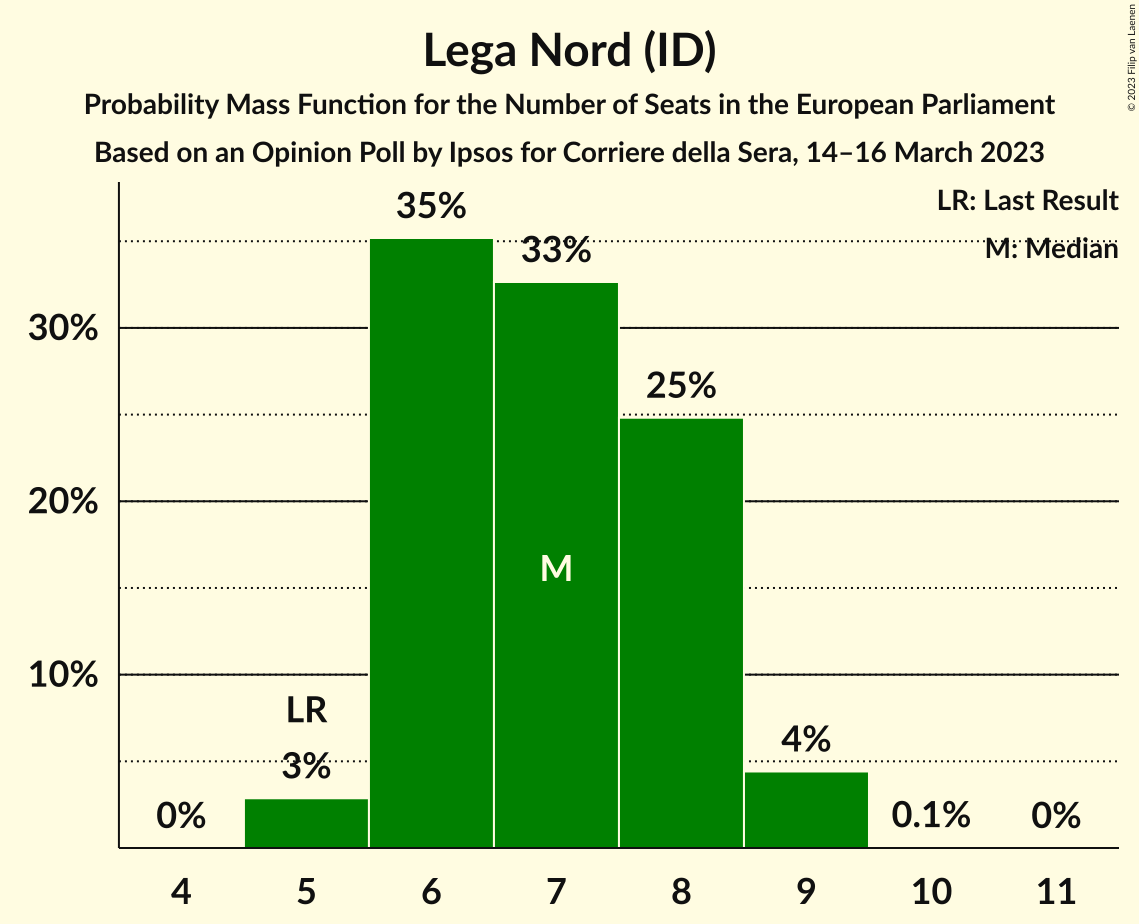 Lega Nord (ID)
Probability Mass Function for the Number of Seats in the European Parliament
Based on an Opinion Poll by Ipsos for Corriere della Sera, 14–16 March 2023
© 2023 Filip van Laenen
LR: Last Result
M: Median
35%
33%
30%
25%
20%
M
10%
LR
3%
4%
0%
0.1%
0%
4 5 6 7 8 9 10 11